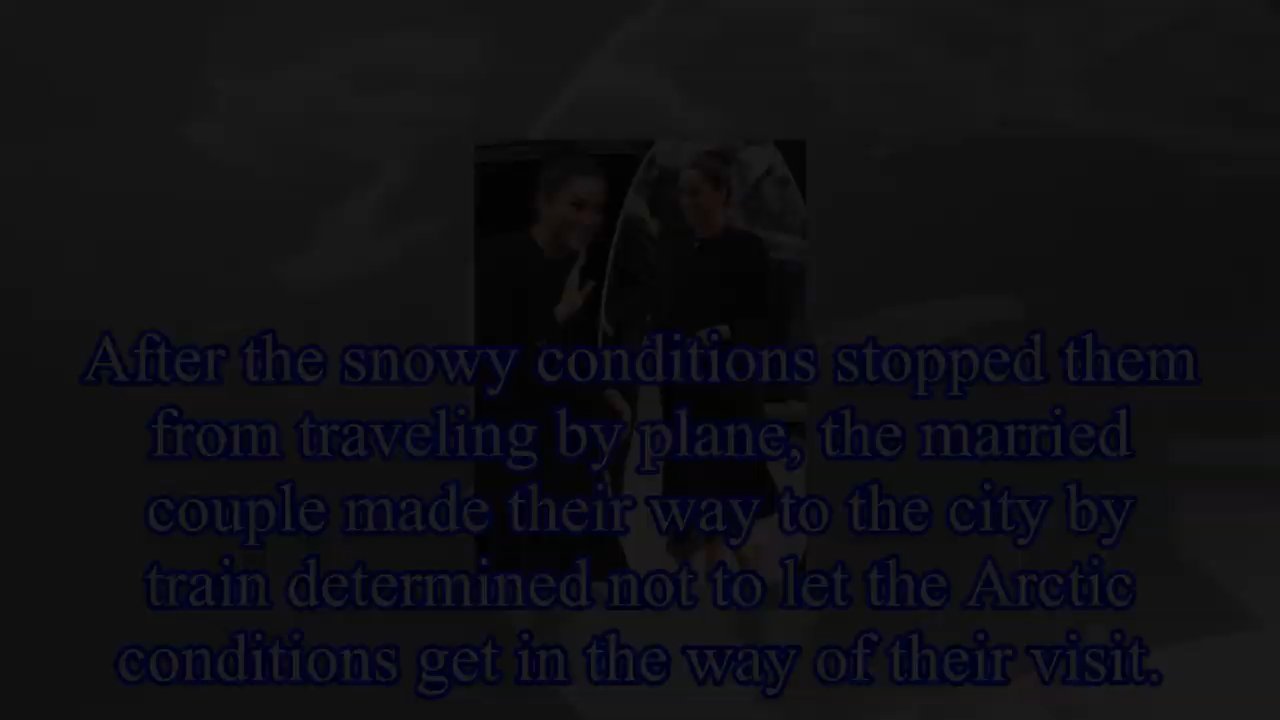 After the snowy conditions stopped them
from traveling by plane, the married
couple made their way to the city by
train determined not to let the Arctic
conditions get in the way of their visit.